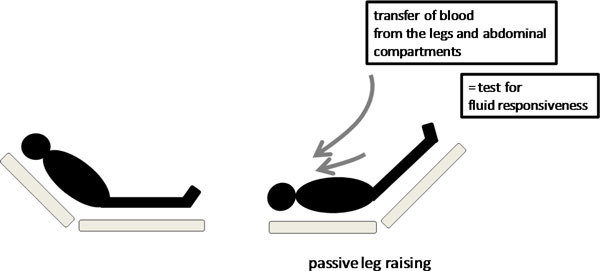 transfer of blood
from the legs and abdominal
compartments
= test for
fluid responsiveness
passive leg raising